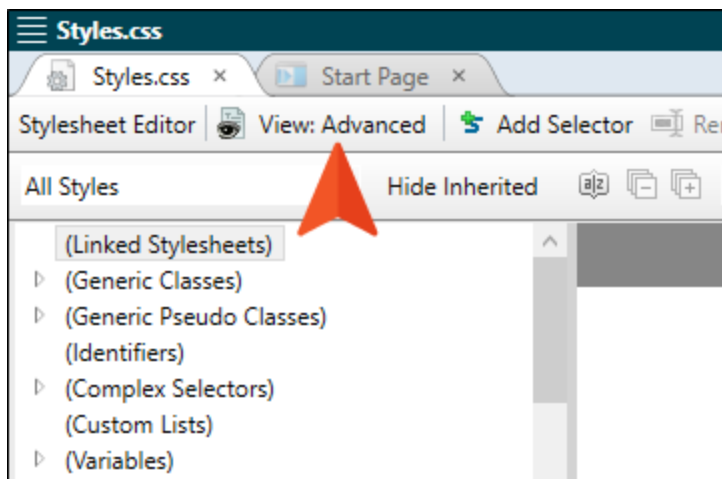 Styles.css
Styles.css × Start Page ×
Stylesheet Editor View: Advanced Add Selector
All Styles Hide Inherited a z
(Linked Stylesheets)
(Generic Classes)
(Generic Pseudo Classes)
(Identifiers)
(Complex Selectors)
(Custom Lists)
(Variables)